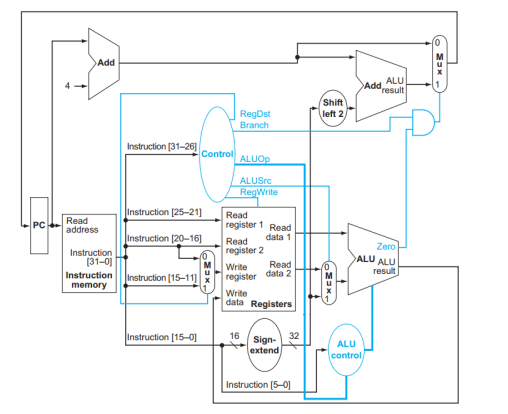 0
M
u
x
1
Add
4
Add ALU
result
Shift
left 2
RegDst
Branch
Instruction [31–26]
Control
ALUOp
ALUSrc
RegWrite
PC
Read
address
Instruction
[31–0]
Instruction
memory
Instruction [25–21]
Instruction [20–16]
Instruction [15–11]
0
M
u
x
1
Read
register 1
Read
data 1
Read
register 2
Write
register
Read
data 2
Write
data
Registers
0
M
u
x
1
Zero
ALU ALU
result
Instruction [15–0]
16
Sign-
extend
32
ALU
control
Instruction [5–0]